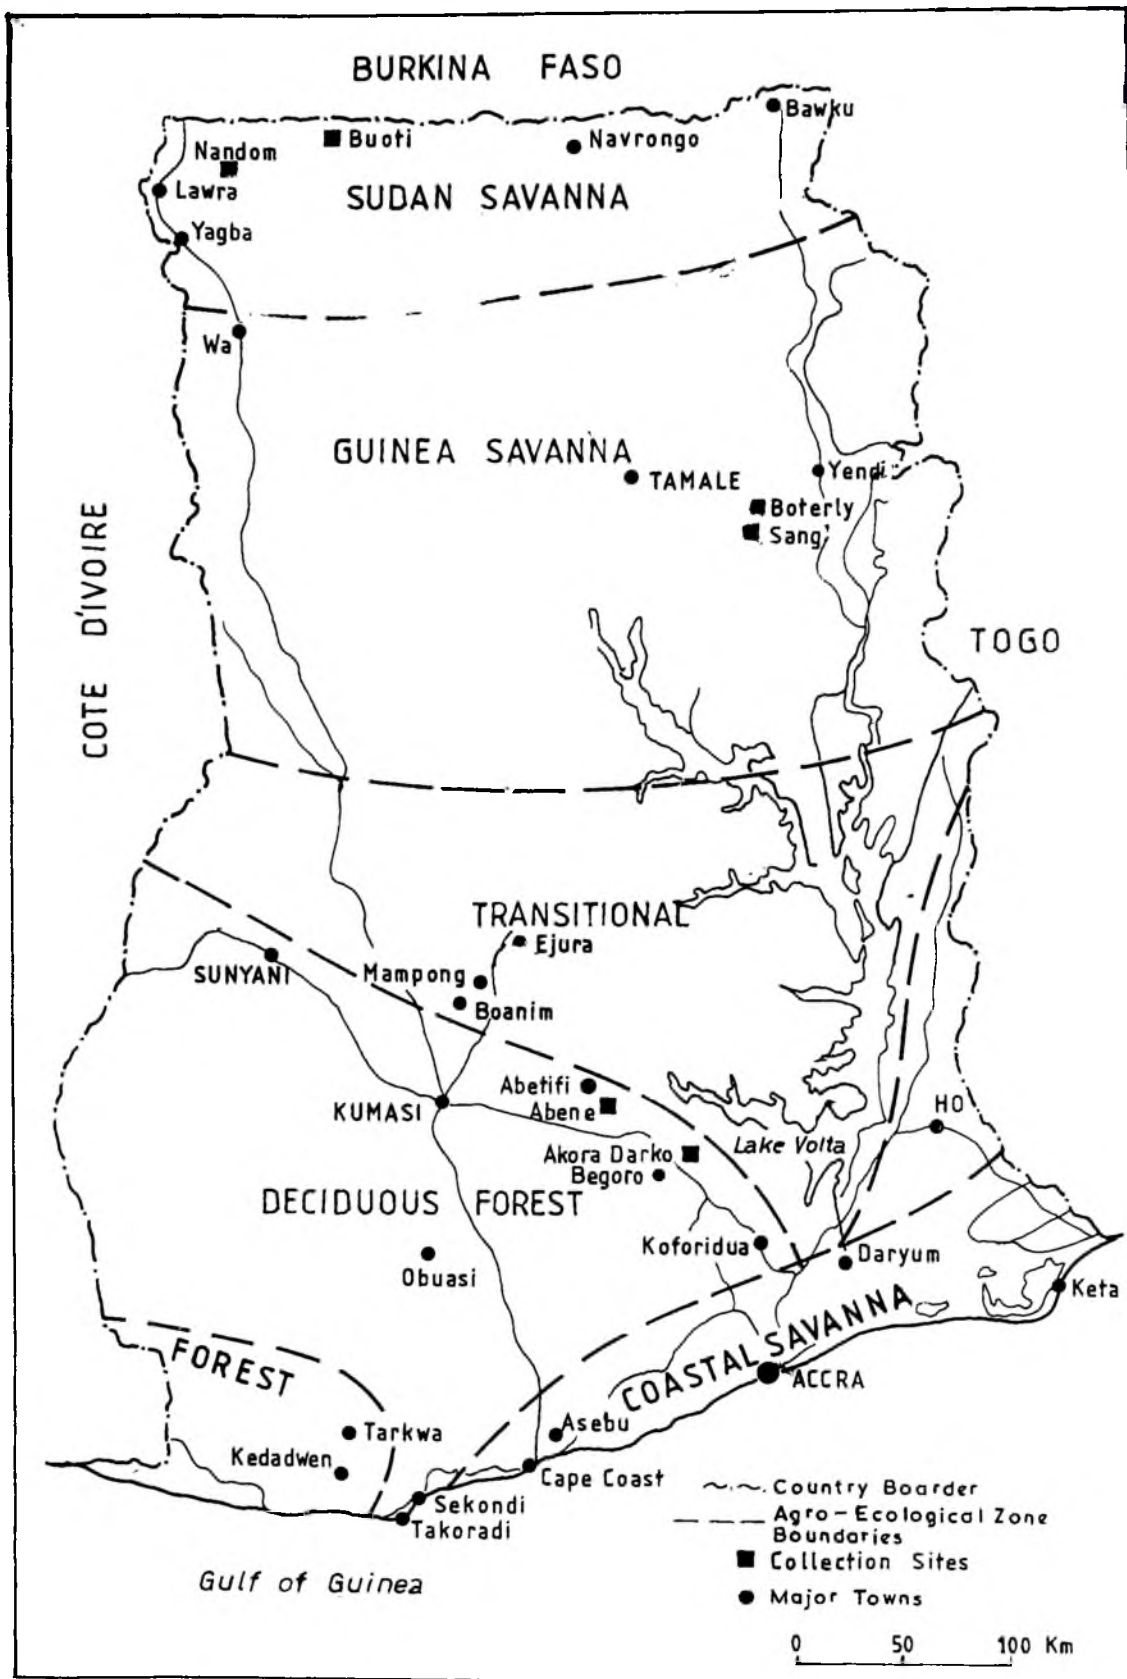 BURKINA FASO
Bawku
Buoti
Navrongo
Nandom
Lawra
SUDAN SAVANNA
Yagba
Wa
GUINEA SAVANNA
TAMALE
Yendi
Boterly
Sang
COTE D'IVOIRE
TOGO
TRANSITIONAL
Ejura
SUNYANI
Mampong
Boanim
Abetifi
Abene
KUMASI
HO
Lake Volta
Akora Darko
Begoro
DECIDUOUS FOREST
Koforidua
Daryum
Obuasi
Keta
COASTAL SAVANNA
FOREST
ACCRA
Tarkwa
Asebu
Kedadwen
Cape Coast
Sekondi
Takoradi
Gulf of Guinea
Country Boarder
Agro-Ecological Zone
Boundaries
Collection Sites
Major Towns
0 50 100 Km